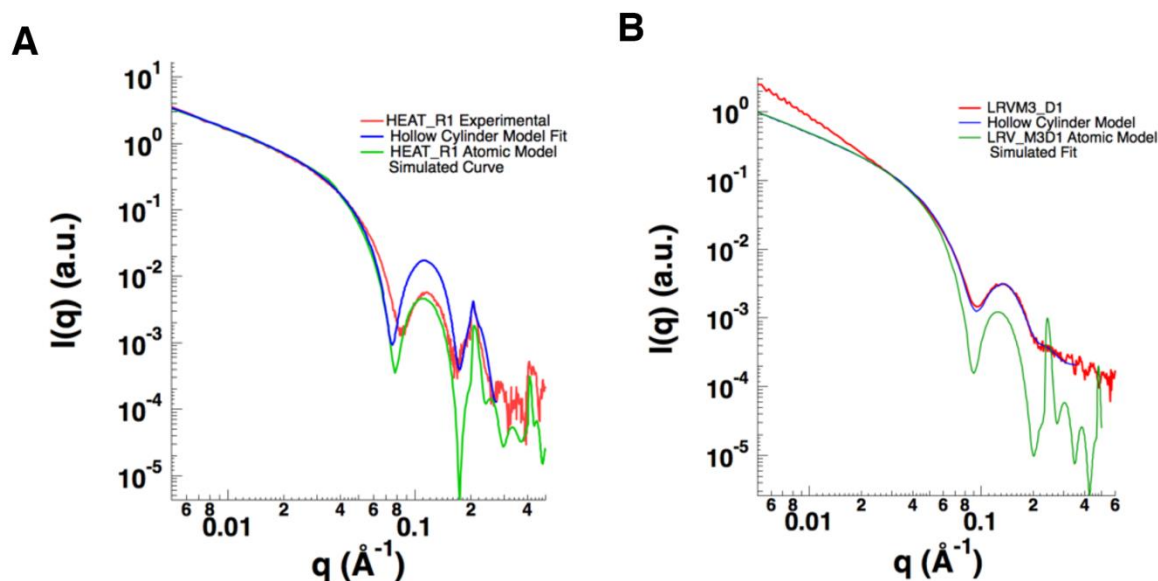 A
I(q) (a.u.)
10¹
10⁰
10⁻¹
10⁻²
10⁻³
10⁻⁴
10⁻⁵
HEAT_R1 Experimental
Hollow Cylinder Model Fit
HEAT_R1 Atomic Model
Simulated Curve
6 8 2 4 6 8 2 4
0.01 0.1
q (Å⁻¹)
B
I(q) (a.u.)
10⁰
10⁻¹
10⁻²
10⁻³
10⁻⁴
10⁻⁵
LRVM3_D1
Hollow Cylinder Model
LRV_M3D1 Atomic Model
Simulated Fit
6 8 2 4 6 8 2 4 6
0.01 0.1
q (Å⁻¹)